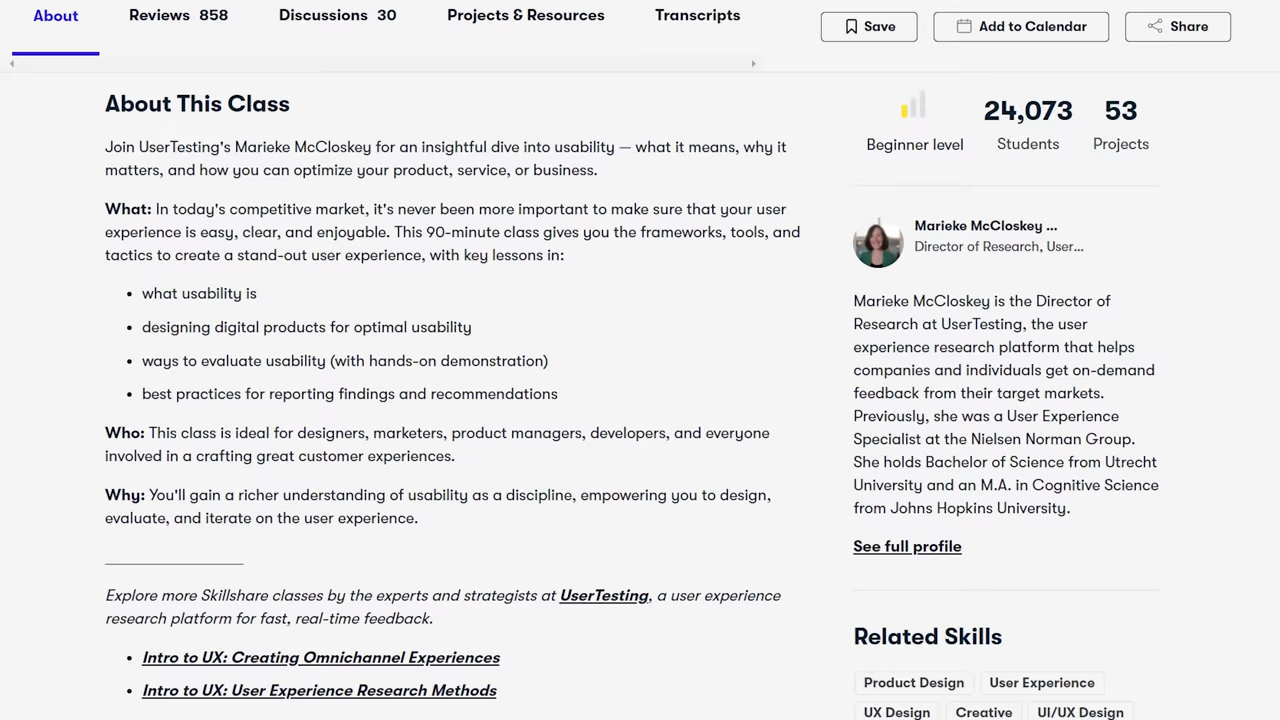 About
Reviews 858
Discussions 30
Projects & Resources
Transcripts
Save
Add to Calendar
Share
About This Class
Join UserTesting's Marieke McCloskey for an insightful dive into usability — what it means, why it
matters, and how you can optimize your product, service, or business.
What: In today's competitive market, it's never been more important to make sure that your user
experience is easy, clear, and enjoyable. This 90-minute class gives you the frameworks, tools, and
tactics to create a stand-out user experience, with key lessons in:
• what usability is
• designing digital products for optimal usability
• ways to evaluate usability (with hands-on demonstration)
• best practices for reporting findings and recommendations
Who: This class is ideal for designers, marketers, product managers, developers, and everyone
involved in a crafting great customer experiences.
Why: You'll gain a richer understanding of usability as a discipline, empowering you to design,
evaluate, and iterate on the user experience.
Explore more Skillshare classes by the experts and strategists at UserTesting, a user experience
research platform for fast, real-time feedback.
• Intro to UX: Creating Omnichannel Experiences
• Intro to UX: User Experience Research Methods
Beginner level
24,073
Students
53
Projects
Marieke McCloskey ...
Director of Research, User...
Marieke McCloskey is the Director of
Research at UserTesting, the user
experience research platform that helps
companies and individuals get on-demand
feedback from their target markets.
Previously, she was a User Experience
Specialist at the Nielsen Norman Group.
She holds Bachelor of Science from Utrecht
University and an M.A. in Cognitive Science
from Johns Hopkins University.
See full profile
Related Skills
Product Design
User Experience
UX Design
Creative
UI/UX Design